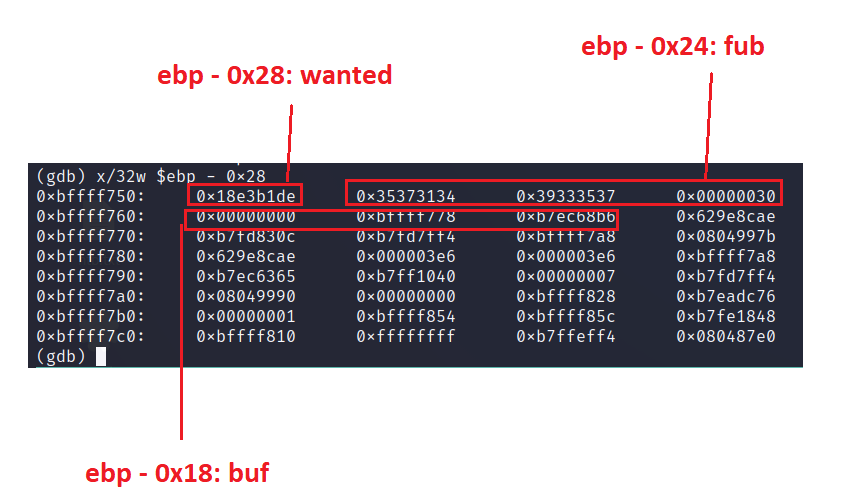 ebp - 0x24: fub
ebp - 0x28: wanted
(gdb) x/32w $ebp - 0×28
0×bffff750: 0×18e3b1de 0×35373134 0×39333537 0×00000030
0×bffff760: 0×00000000 0×bffff778 0×b7ec68b6 0×629e8cae
0×bffff770: 0×b7fd830c 0×b7fd7ff4 0×bffff7a8 0×0804997b
0×bffff780: 0×629e8cae 0×000003e6 0×000003e6 0×bffff7a8
0×bffff790: 0×b7ec6365 0×b7ff1040 0×00000007 0×b7fd7ff4
0×bffff7a0: 0×08049990 0×00000000 0×bffff828 0×b7eadc76
0×bffff7b0: 0×00000001 0×bffff854 0×bffff85c 0×b7fe1848
0×bffff7c0: 0×bffff810 0×ffffffff 0×b7ffeff4 0×080487e0
(gdb)
ebp - 0x18: buf